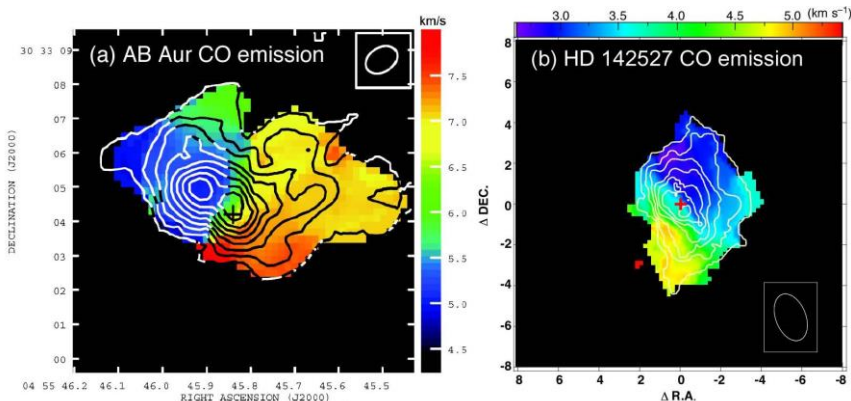 km/s
(a) AB Aur CO emission
30 33 09
08
07
06
05
04
03
02
01
00
DECLINATION (J2000)
04 55 46.2 46.1 46.0 45.9 45.8 45.7 45.6 45.5
RIGHT ASCENSION (J2000)
7.5
7.0
6.5
6.0
5.5
5.0
4.5
3.0 4.0 5.0 (km s⁻¹)
(b) HD 142527 CO emission
8
6
4
2
0
-2
-4
-6
-8
Δ DEC.
8 6 4 2 0 -2 -4 -6 -8
Δ R.A.